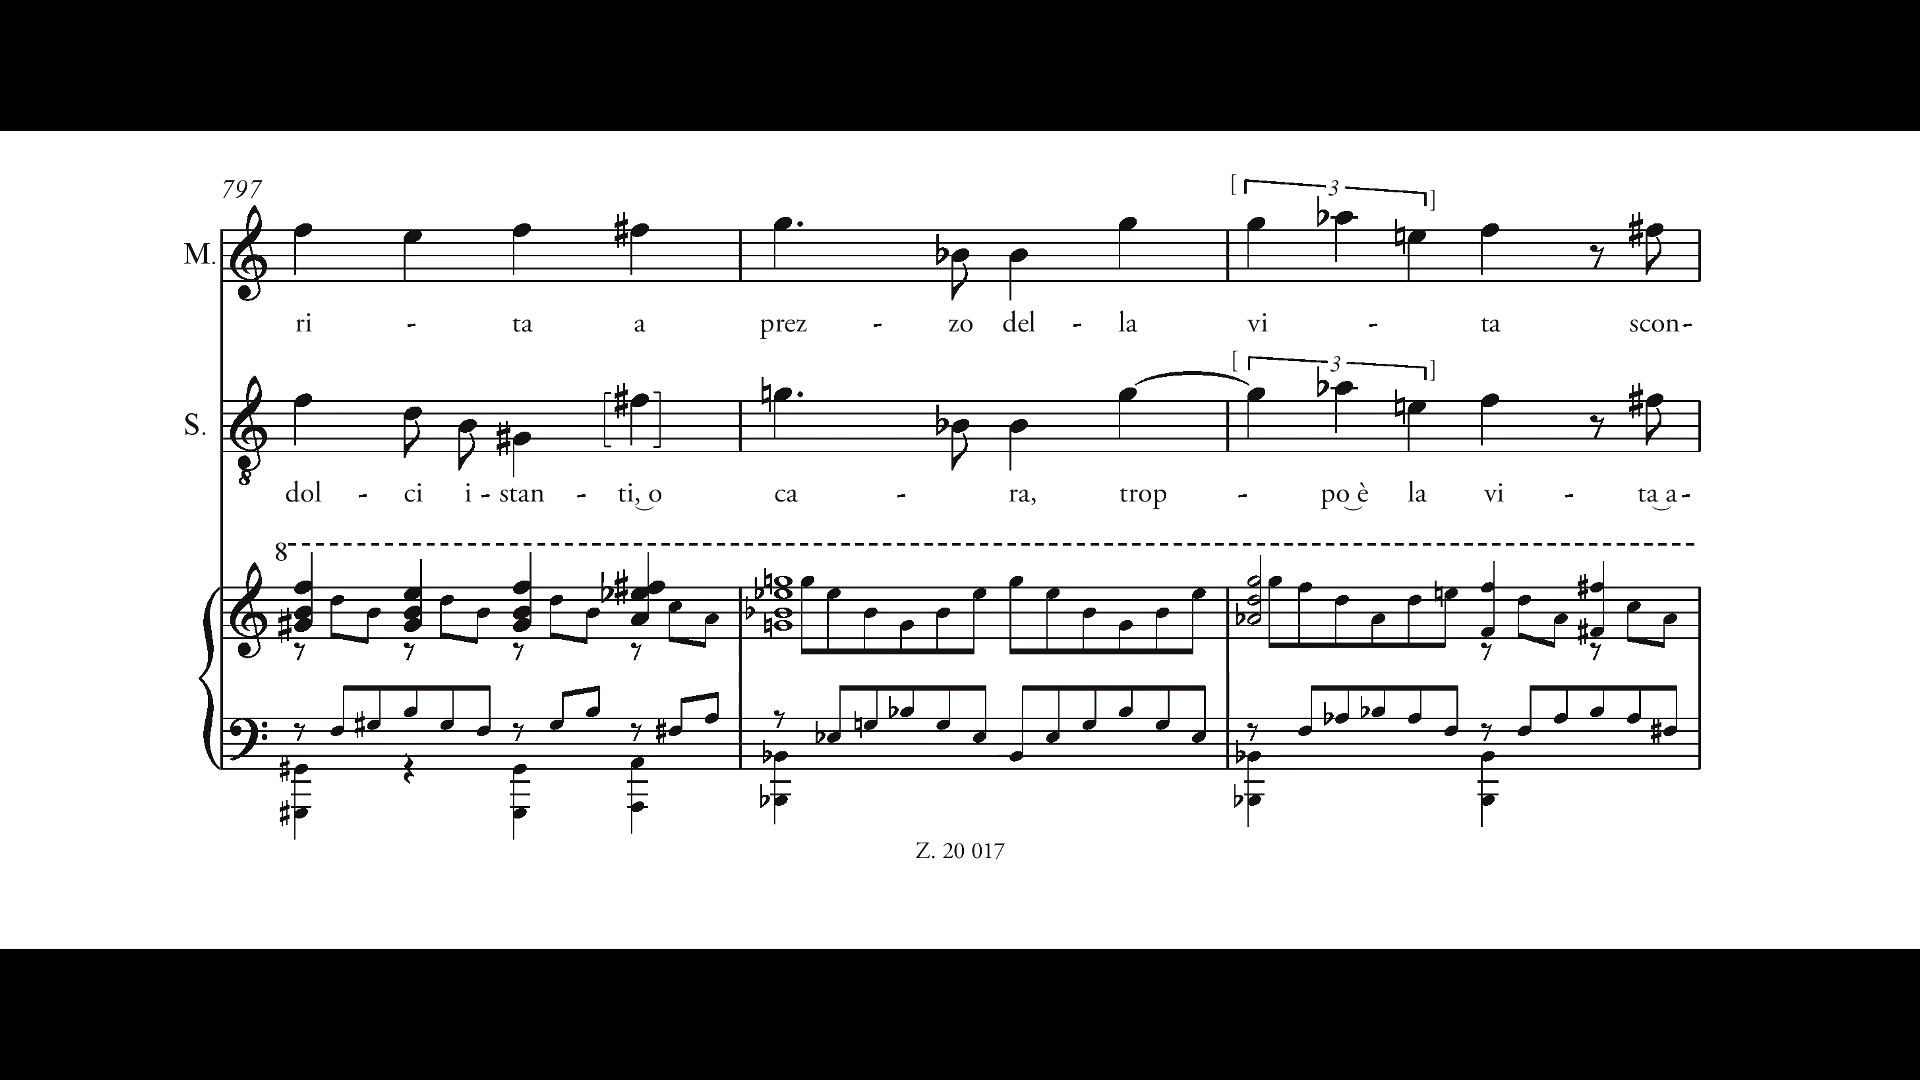 797
[ 3 ]
M.
ri - ta a prez - zo del - la vi - ta scon-
[ 3 ]
S.
8
dol - ci i - stan - ti, o ca - ra, trop - po è la vi - ta a-
8
Z. 20 017